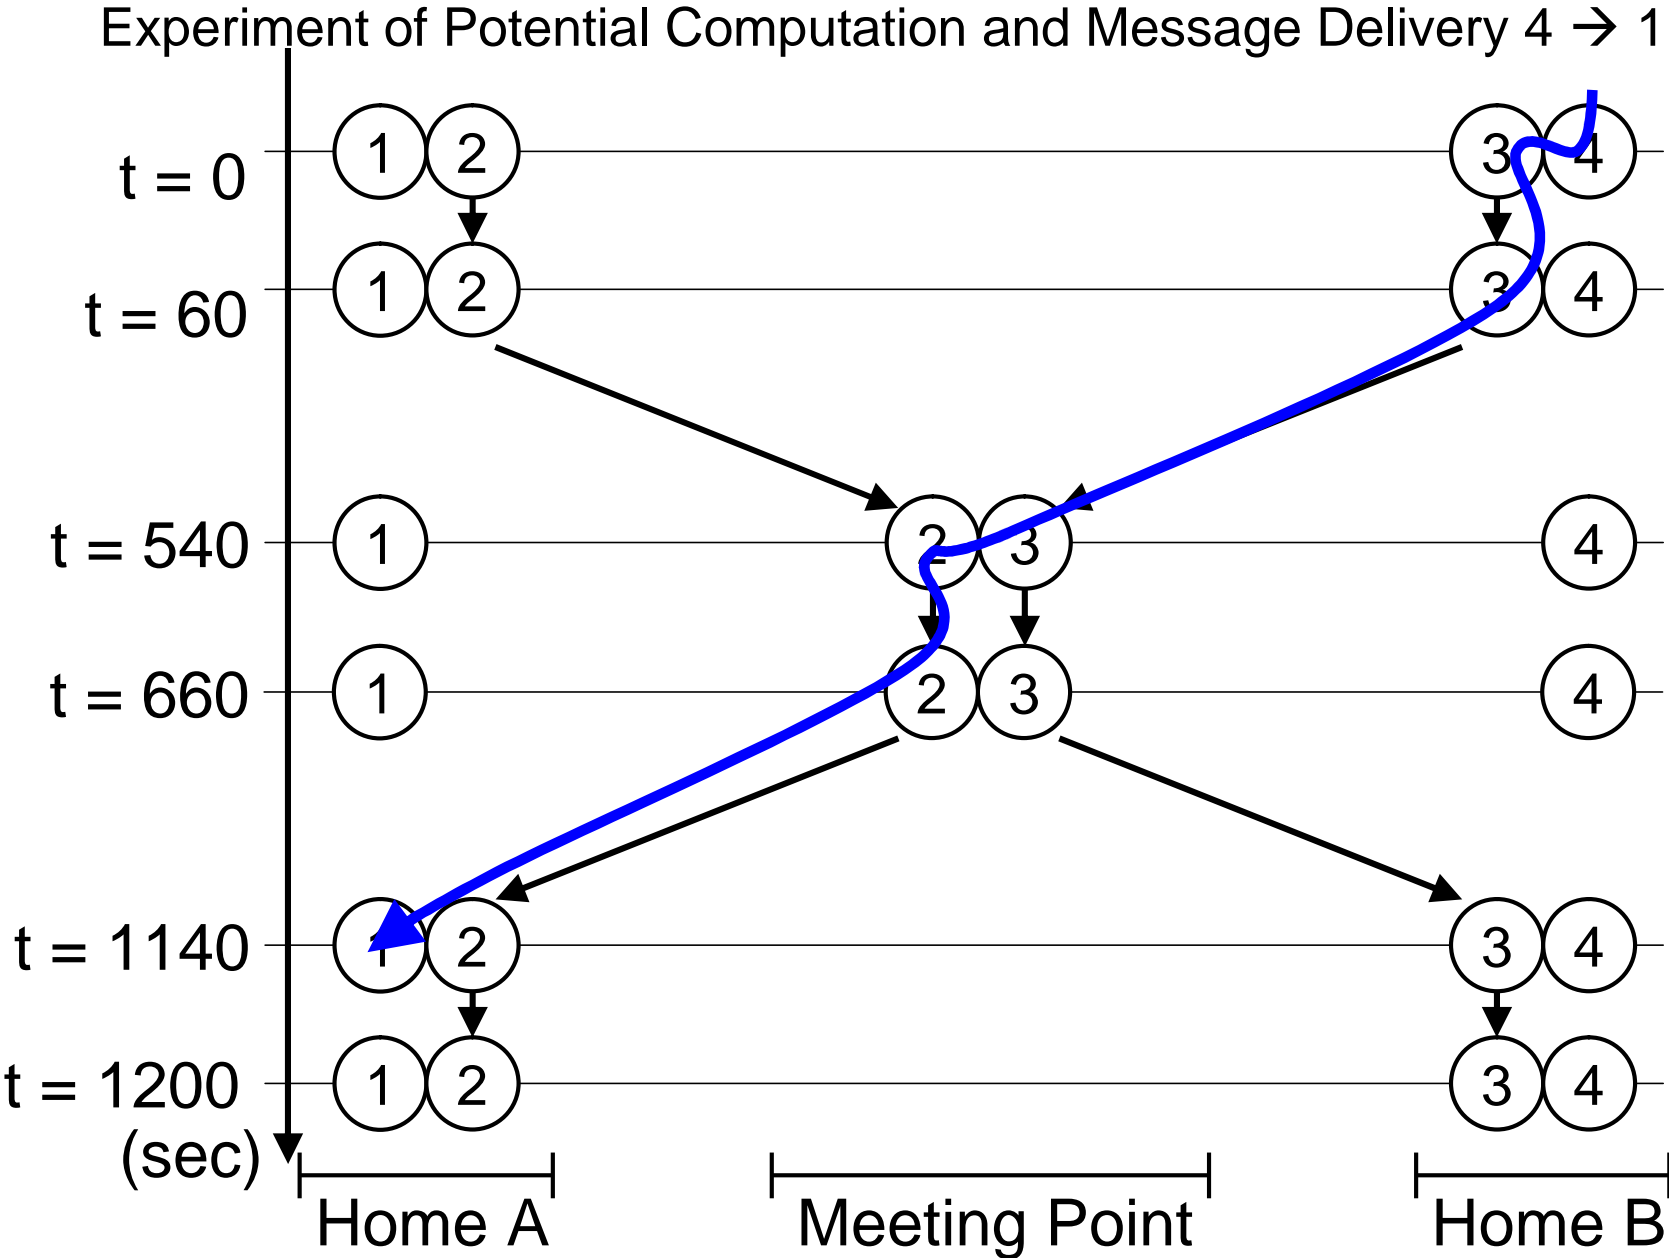 Experiment of Potential Computation and Message Delivery 4 → 1
t = 0 1 2 3 4
t = 60 1 2 3 4
t = 540 1 2 3 4
t = 660 1 2 3 4
t = 1140 1 2 3 4
t = 1200 1 2 3 4
(sec)
Home A Meeting Point Home B